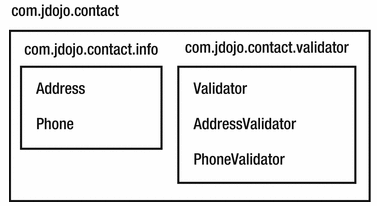 com.jdojo.contact
com.jdojo.contact.info
com.jdojo.contact.validator
Address
Phone
Validator
AddressValidator
PhoneValidator